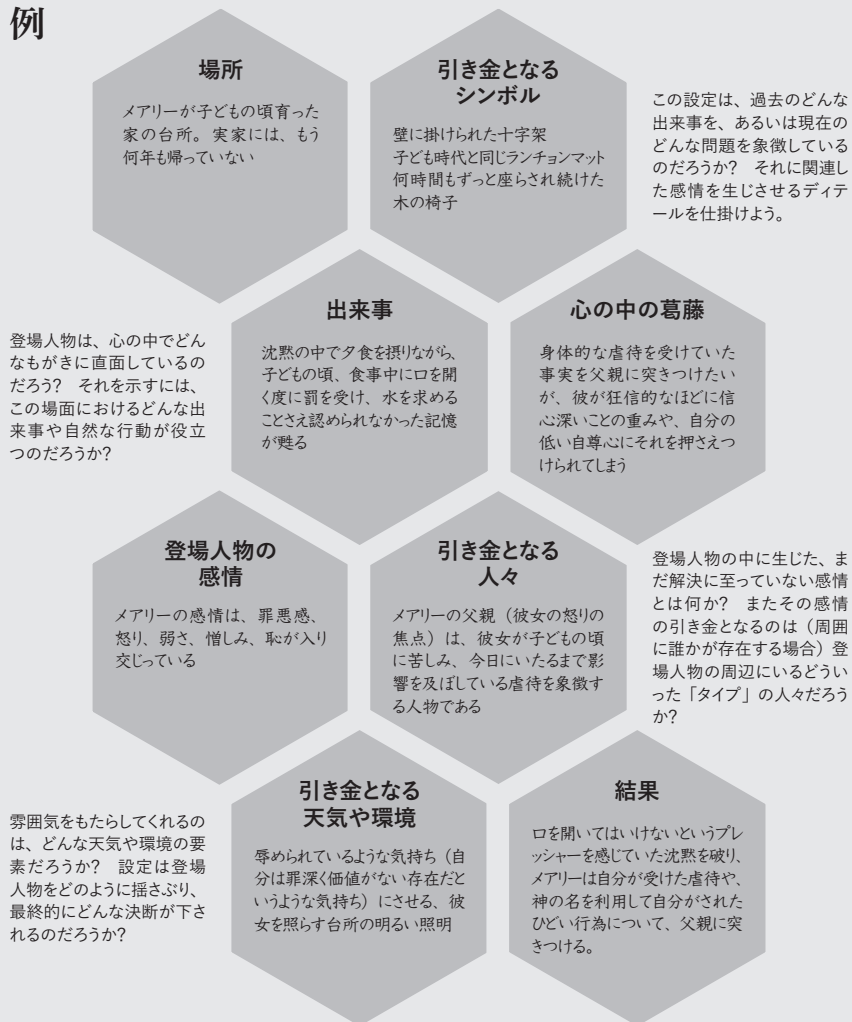 例
場所
メアリーが子どもの頃育った
家の台所。実家には、もう
何年も帰っていない
引き金となる
シンボル
壁に掛けられた十字架
子ども時代と同じランチョンマット
何時間もずっと座らされ続けた
木の椅子
この設定は、過去のどんな
出来事を、あるいは現在の
どんな問題を象徴している
のだろうか？ それに関連し
た感情を生じさせるディテ
ールを仕掛けよう。
登場人物は、心の中でどん
なもがきに直面しているの
だろう？ それを示すには、
この場面におけるどんな出
来事や自然な行動が役立
つのだろうか？
出来事
沈黙の中で夕食を摂りながら、
子どもの頃、食事中に口を開
く度に罰を受け、水を求める
ことさえ認められなかった記憶
が甦る
心の中の葛藤
身体的な虐待を受けていた
事実を父親に突きつけたい
が、彼が狂信的なほどに信
心深いことの重みや、自分の
低い自尊心にそれを押さえつ
けられてしまう
登場人物の
感情
メアリーの感情は、罪悪感、
怒り、弱さ、憎しみ、恥が入り
交じっている
引き金となる
人々
メアリーの父親（彼女の怒りの
焦点）は、彼女が子どもの頃
に苦しみ、今日にいたるまで影
響を及ぼしている虐待を象徴す
る人物である
登場人物の中に生じた、ま
だ解決に至っていない感情
とは何か？ またその感情
の引き金となるのは（周囲
に誰かが存在する場合）登
場人物の周辺にいるどうい
った「タイプ」の人々だろう
か？
雰囲気をもたらしてくれるの
は、どんな天気や環境の要
素だろうか？ 設定は登場
人物をどのように揺さぶり、
最終的にどんな決断が下さ
れるのだろうか？
引き金となる
天気や環境
辱められているような気持ち（自
分は罪深く価値がない存在だと
いうような気持ち）にさせる、彼
女を照らす台所の明るい照明
結果
口を開いてはいけないというプレ
ッシャーを感じていた沈黙を破り、
メアリーは自分が受けた虐待や、
神の名を利用して自分がされた
ひどい行為について、父親に突
きつける。